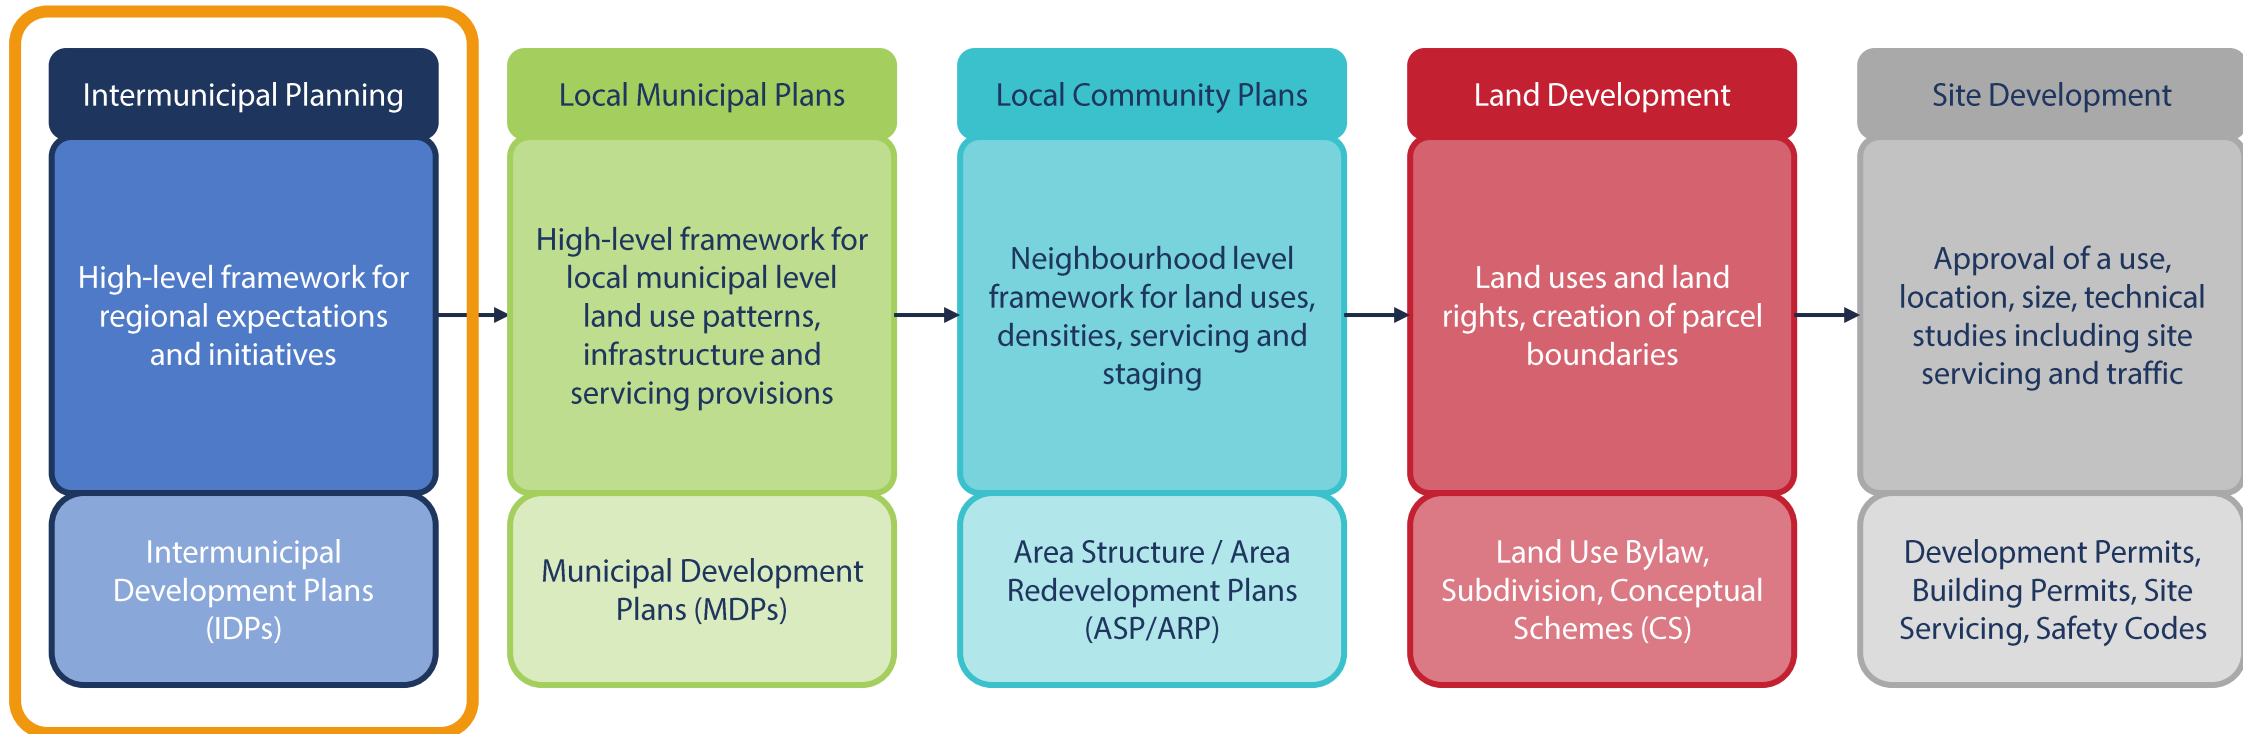 Intermunicipal Planning
High-level framework for
regional expectations
and initiatives
Intermunicipal
Development Plans
(IDPs)
Local Municipal Plans
High-level framework for
local municipal level
land use patterns,
infrastructure and
servicing provisions
Municipal Development
Plans (MDPs)
Local Community Plans
Neighbourhood level
framework for land uses,
densities, servicing and
staging
Area Structure / Area
Redevelopment Plans
(ASP/ARP)
Land Development
Land uses and land
rights, creation of parcel
boundaries
Land Use Bylaw,
Subdivision, Conceptual
Schemes (CS)
Site Development
Approval of a use,
location, size, technical
studies including site
servicing and traffic
Development Permits,
Building Permits, Site
Servicing, Safety Codes